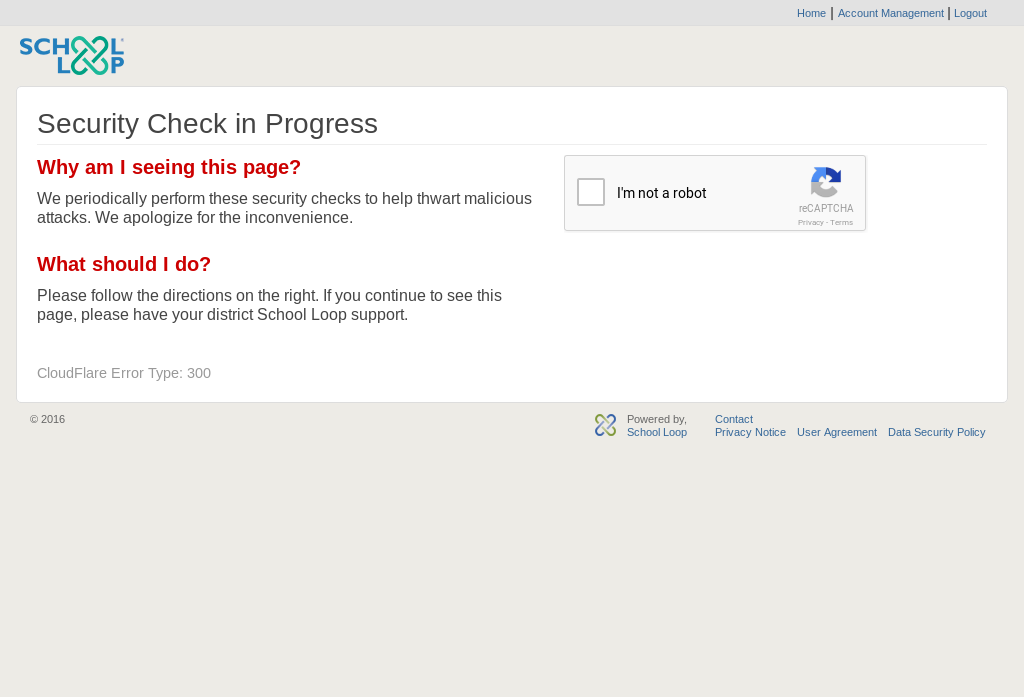 Home | Account Management | Logout
SCHOOL
LOOP
Security Check in Progress
Why am I seeing this page?
We periodically perform these security checks to help thwart malicious
attacks. We apologize for the inconvenience.
What should I do?
Please follow the directions on the right. If you continue to see this
page, please have your district School Loop support.
CloudFlare Error Type: 300
I'm not a robot
reCAPTCHA
Privacy - Terms
© 2016
Powered by,
School Loop
Contact
Privacy Notice User Agreement Data Security Policy